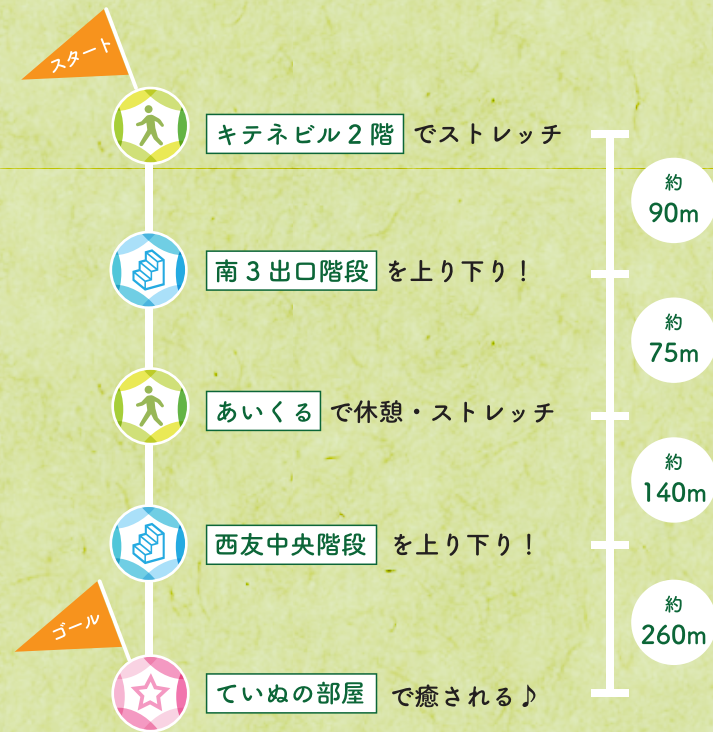 スタート
キテネビル2階 でストレッチ
約
90m
南3出口階段 を上り下り！
約
75m
あいくる で休憩・ストレッチ
約
140m
西友中央階段 を上り下り！
約
260m
ゴール
ていぬの部屋 で癒される♪